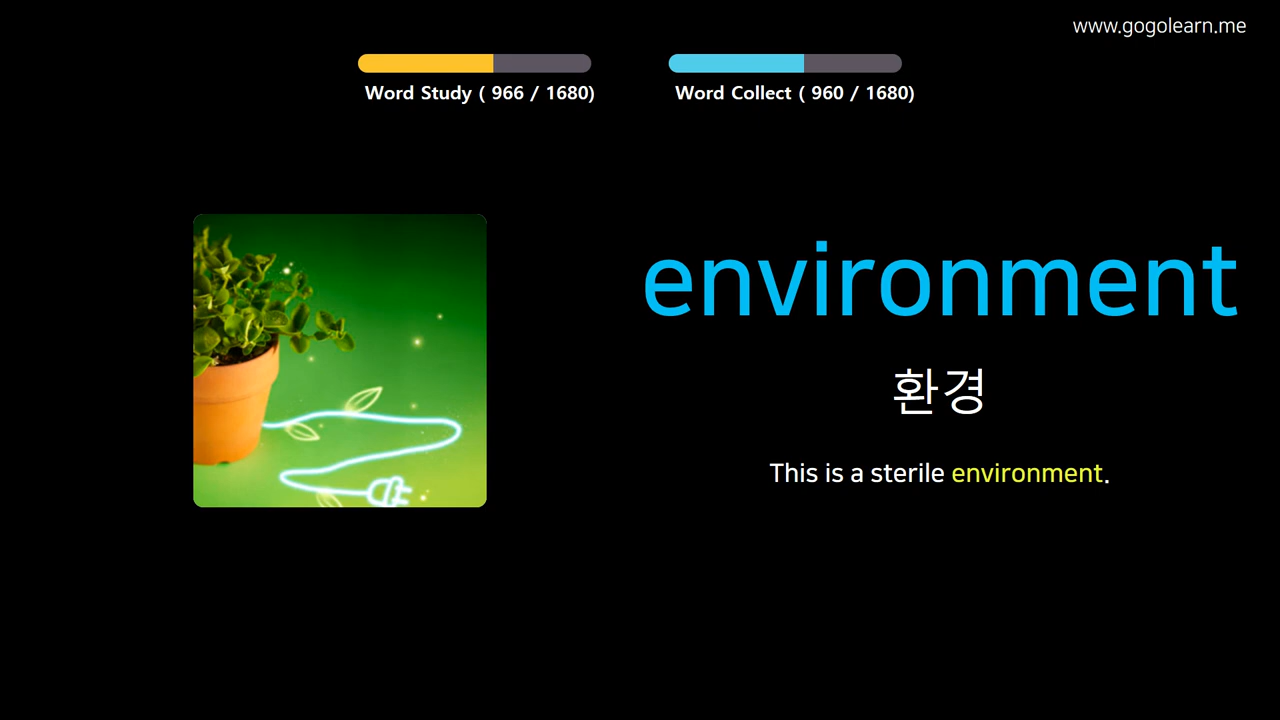 www.gogolearn.me
Word Study ( 966 / 1680)
Word Collect ( 960 / 1680)
environment
환경
This is a sterile environment.